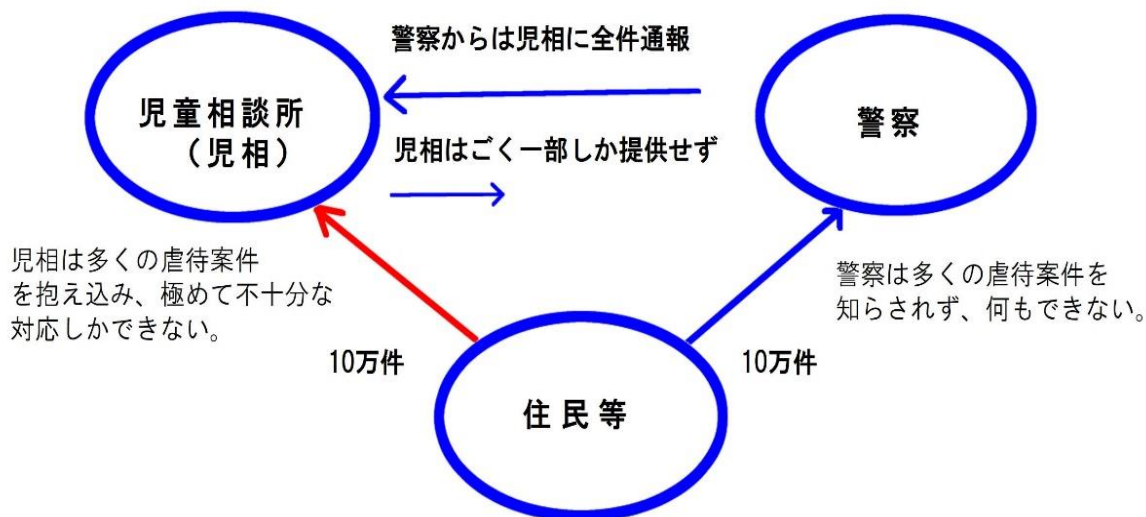 警察からは児相に全件通報
児童相談所
（児相）
警察
児相はごく一部しか提供せず
児相は多くの虐待案件
を抱え込み、極めて不十分な
対応しかできない。
警察は多くの虐待案件を
知らされず、何もできない。
10万件
10万件
住民等